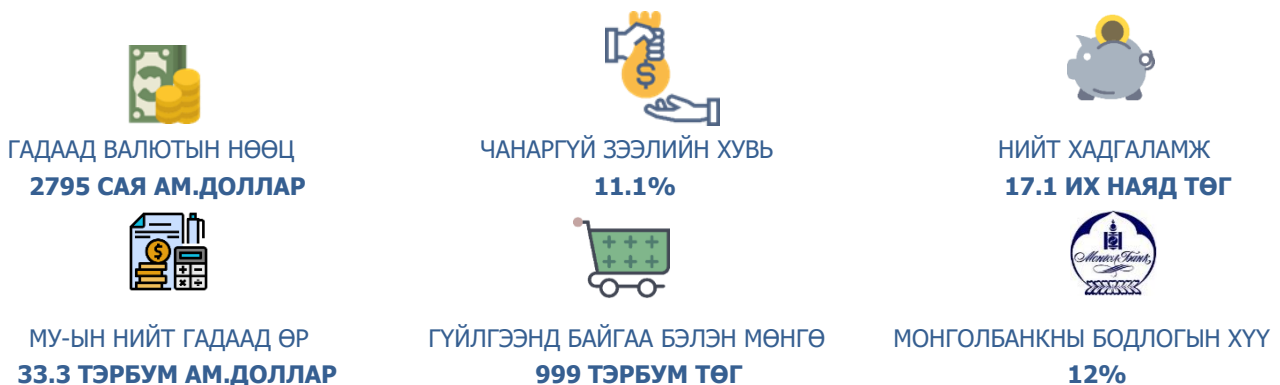 ГАДААД ВАЛЮТЫН НӨӨЦ
2795 САЯ АМ.ДОЛЛАР
ЧАНАРГҮЙ ЗЭЭЛИЙН ХУВЬ
11.1%
НИЙТ ХАДГАЛАМЖ
17.1 ИХ НАЯД ТӨГ
МУ-ЫН НИЙТ ГАДААД ӨР
33.3 ТЭРБУМ АМ.ДОЛЛАР
ГҮЙЛГЭЭНД БАЙГАА БЭЛЭН МӨНГӨ
999 ТЭРБУМ ТӨГ
МонголБанк
МОНГОЛБАНКНЫ БОДЛОГЫН ХҮҮ
12%